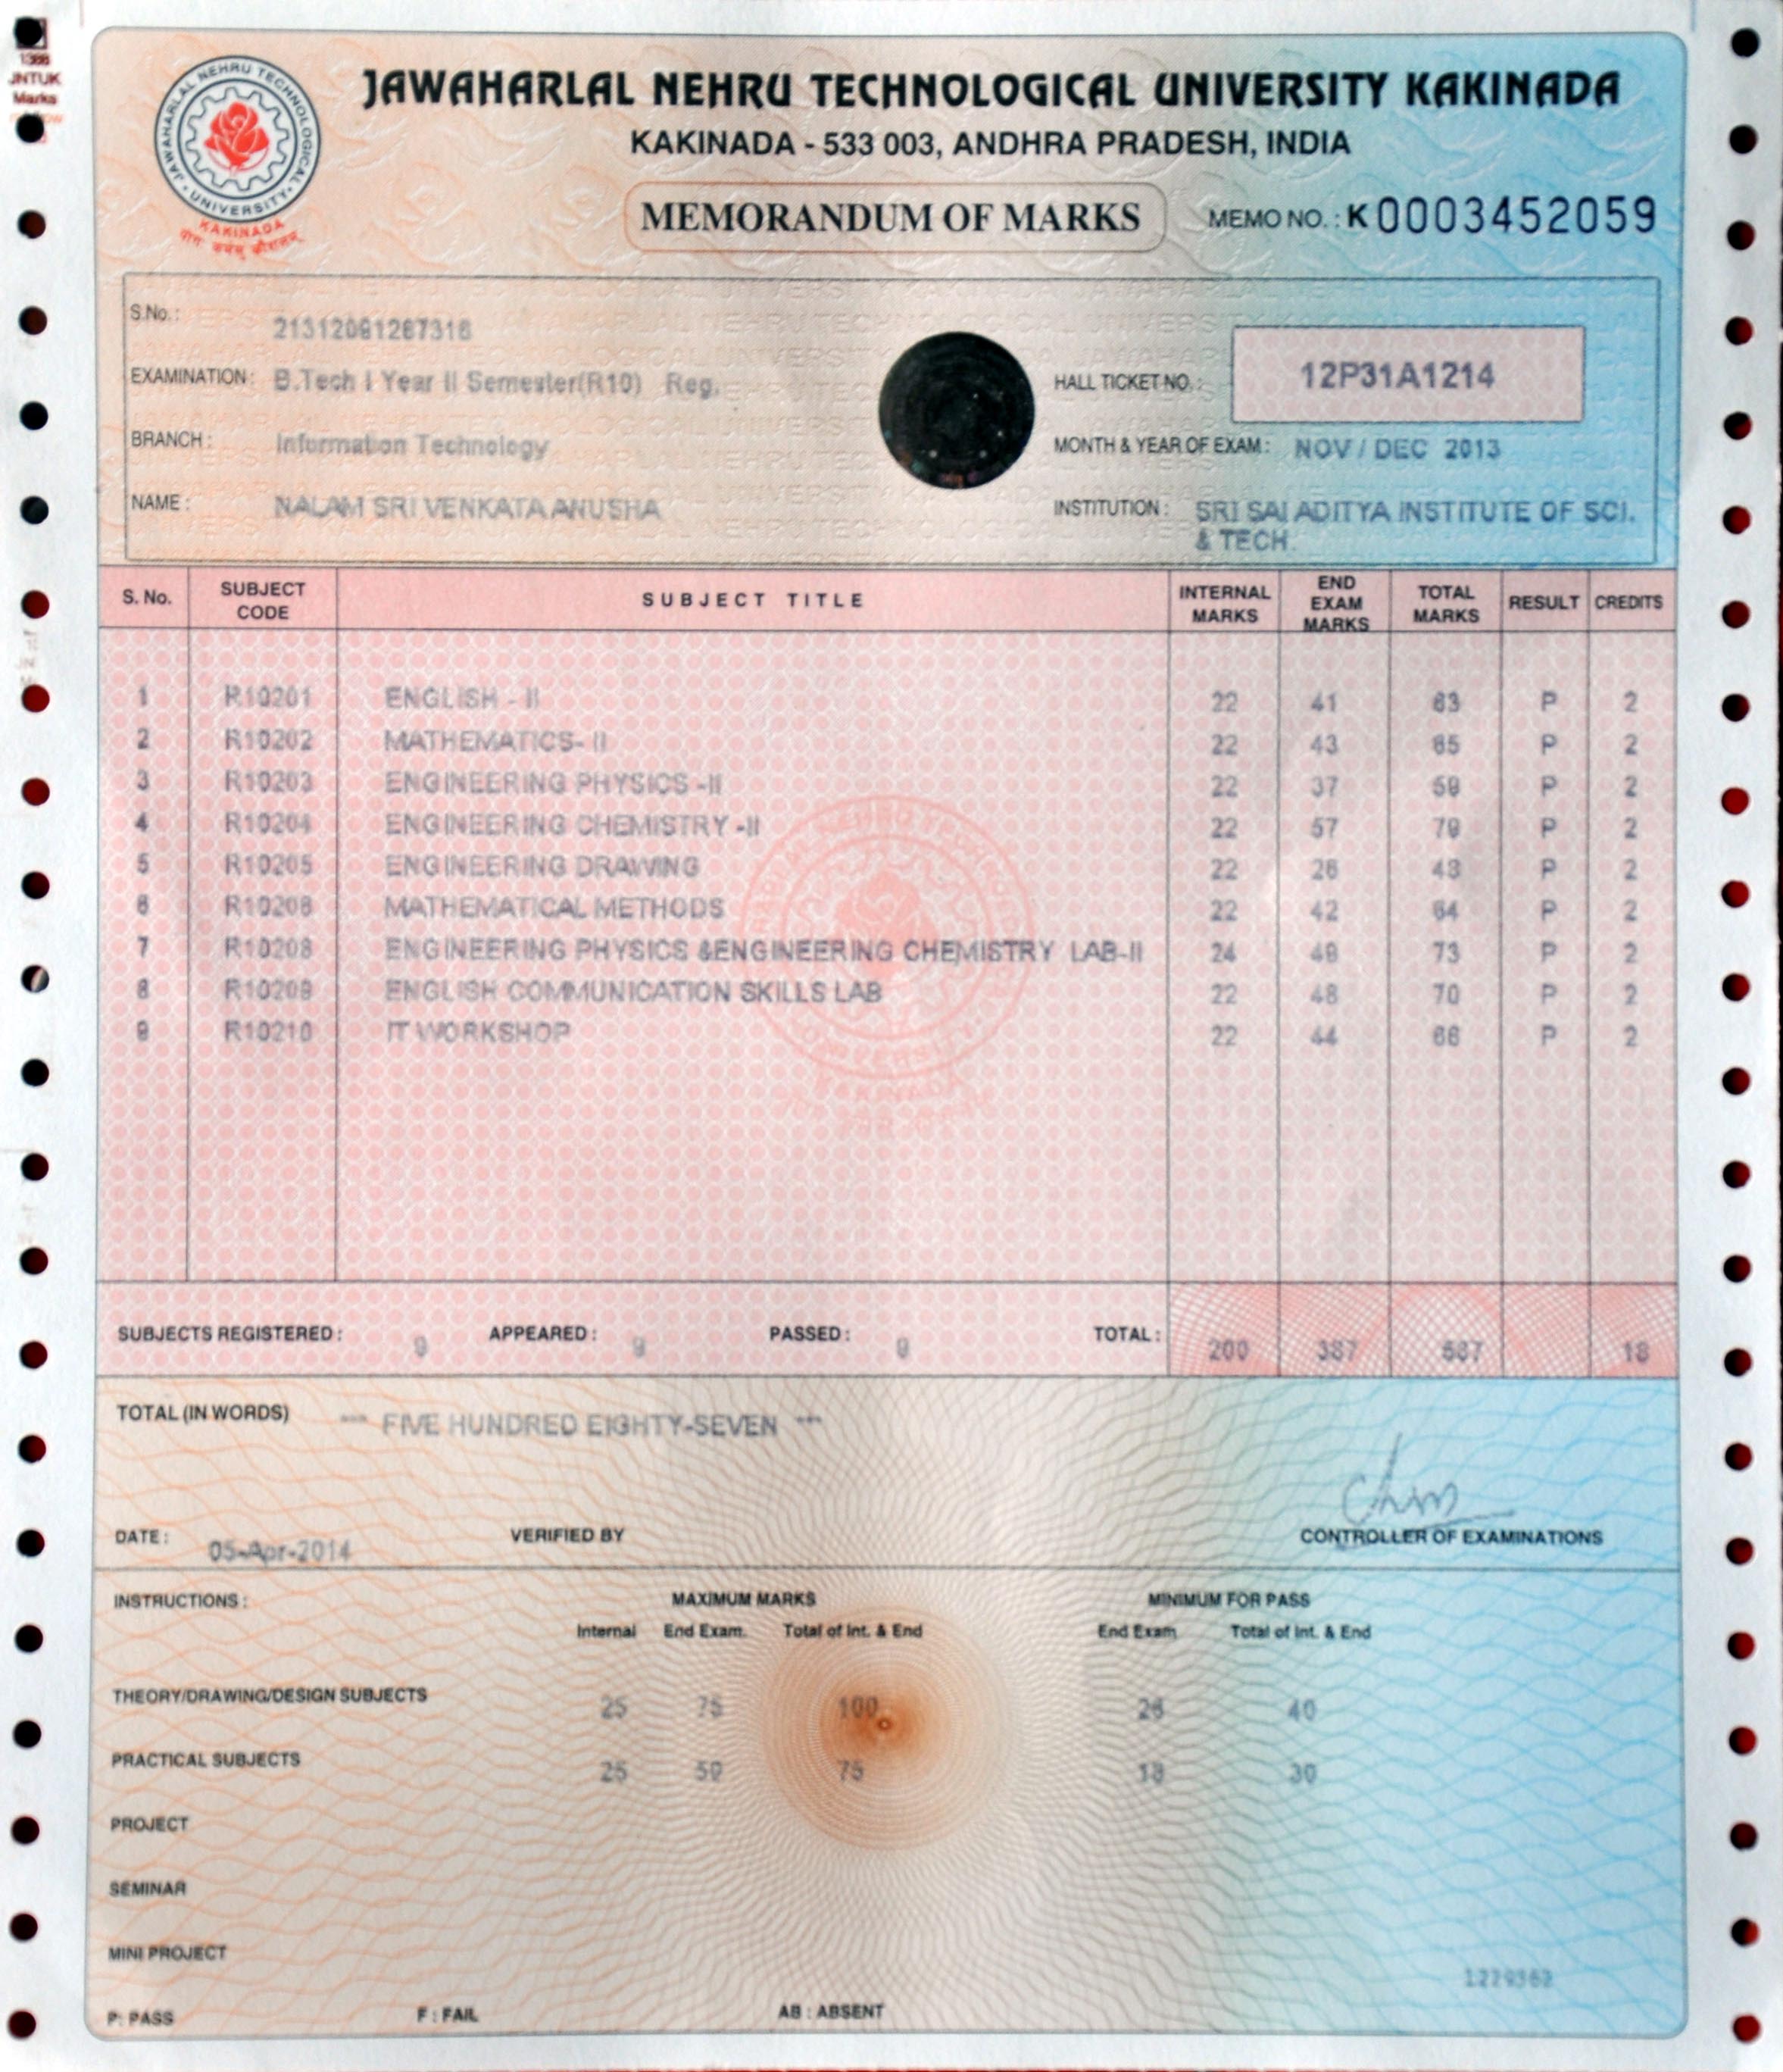 1366
JNTUK
Marks
JAWAHARLAL NEHRU TECHNOLOGICAL UNIVERSITY
KAKINADA
JAWAHARLAL NEHRU TECHNOLOGICAL UNIVERSITY KAKINADA
KAKINADA - 533 003, ANDHRA PRADESH, INDIA
MEMORANDUM OF MARKS MEMO NO. : K 0003452059
S.No. :
EXAMINATION : B.Tech I Year II Semester(R10) Reg. HALL TICKET NO. : 12P31A1214
BRANCH : Information Technology MONTH & YEAR OF EXAM : NOV / DEC 2013
NAME : NALAM SRI VENKATA ANUSHA INSTITUTION : SRI SAI ADITYA INSTITUTE OF SCI.
& TECH.
S. No. SUBJECT CODE SUBJECT TITLE INTERNAL MARKS END EXAM MARKS TOTAL MARKS RESULT CREDITS
1 R10201 ENGLISH - II 22 41 63 P 2
2 R10202 MATHEMATICS- II 22 43 65 P 2
3 R10203 ENGINEERING PHYSICS -II 22 37 59 P 2
4 R10204 ENGINEERING CHEMISTRY -II 22 57 79 P 2
5 R10205 ENGINEERING DRAWING 22 26 48 P 2
6 R10206 MATHEMATICAL METHODS 22 42 64 P 2
7 R10208 ENGINEERING PHYSICS &ENGINEERING CHEMISTRY LAB-II 24 49 73 P 2
8 R10209 ENGLISH COMMUNICATION SKILLS LAB 22 48 70 P 2
9 R10210 IT WORKSHOP 22 44 66 P 2
SUBJECTS REGISTERED : 9 APPEARED : 9 PASSED : 9 TOTAL : 200 387 587 18
TOTAL (IN WORDS) *** FIVE HUNDRED EIGHTY-SEVEN ***
DATE : 05-Apr-2014 VERIFIED BY CONTROLLER OF EXAMINATIONS
INSTRUCTIONS : MAXIMUM MARKS MINIMUM FOR PASS
Internal End Exam. Total of Int. & End End Exam Total of Int. & End
THEORY/DRAWING/DESIGN SUBJECTS 25 75 100 26 40
PRACTICAL SUBJECTS 25 50 75 18 30
PROJECT
SEMINAR
MINI PROJECT
P: PASS F : FAIL AB : ABSENT